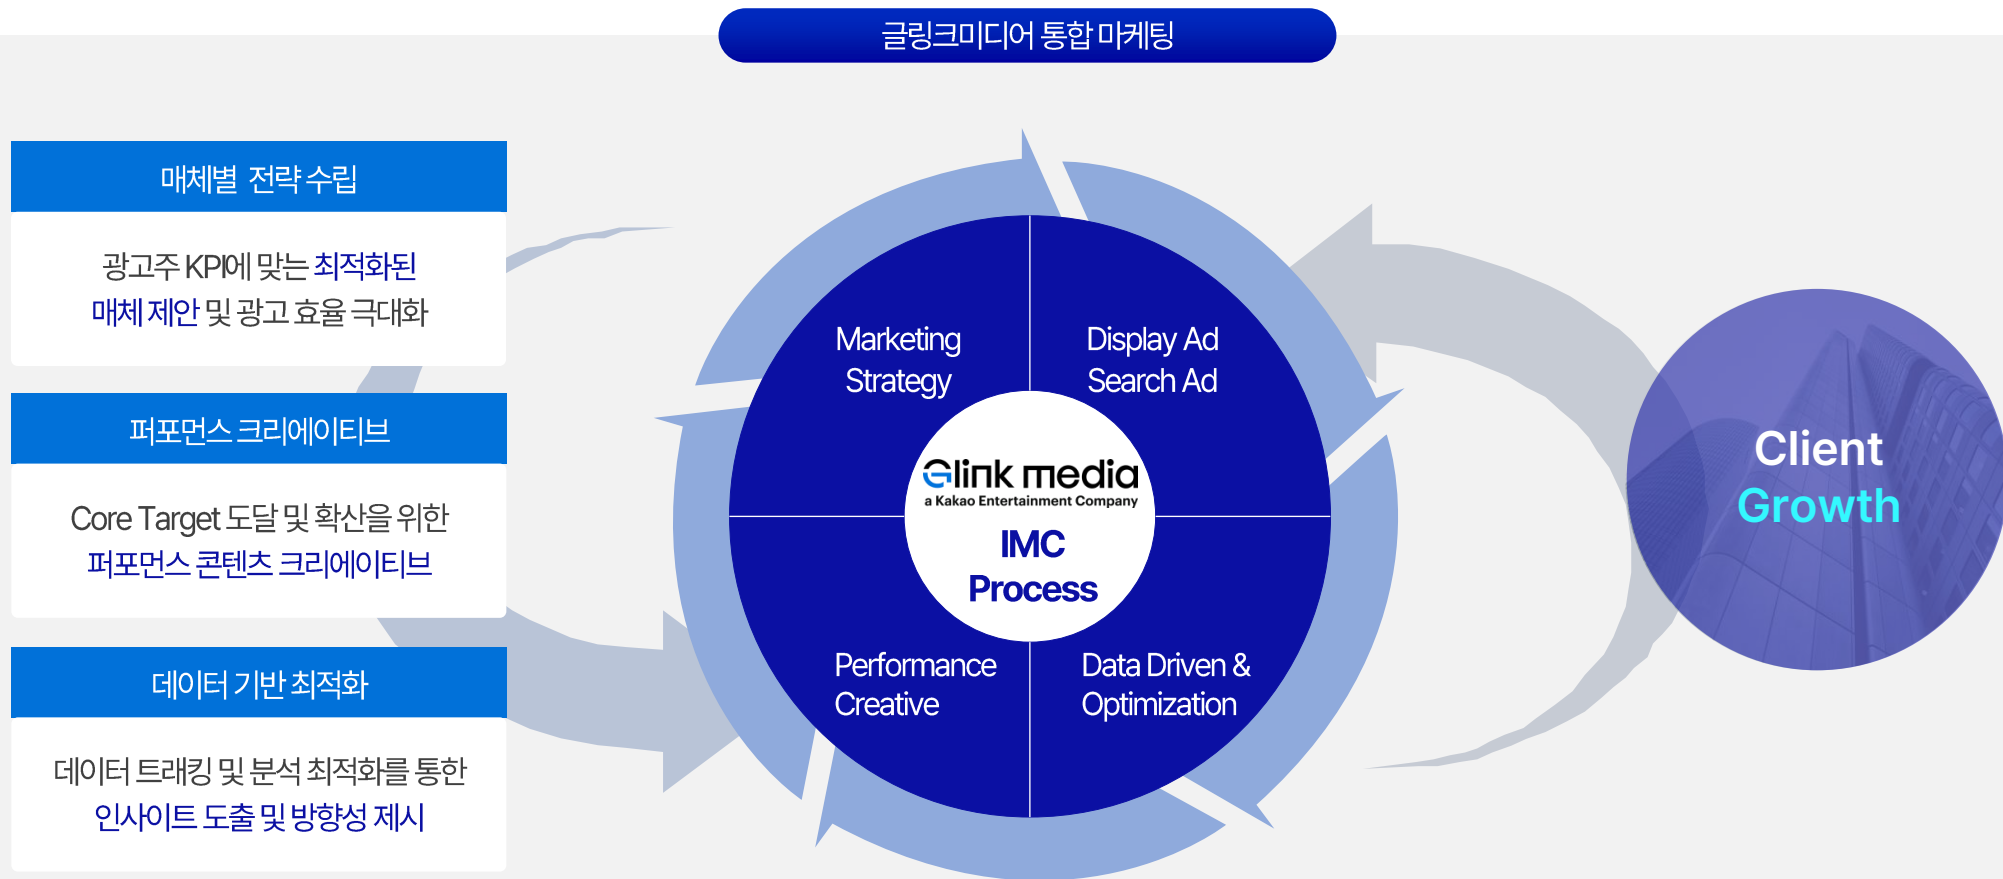 글링크미디어 통합 마케팅
매체별 전략 수립
광고주 KPI에 맞는 최적화된
매체 제안 및 광고 효율 극대화
퍼포먼스 크리에이티브
Core Target 도달 및 확산을 위한
퍼포먼스 콘텐츠 크리에이티브
데이터 기반 최적화
데이터 트래킹 및 분석 최적화를 통한
인사이트 도출 및 방향성 제시
Marketing
Strategy
Display Ad
Search Ad
Glink media
a Kakao Entertainment Company
IMC
Process
Performance
Creative
Data Driven &
Optimization
Client
Growth